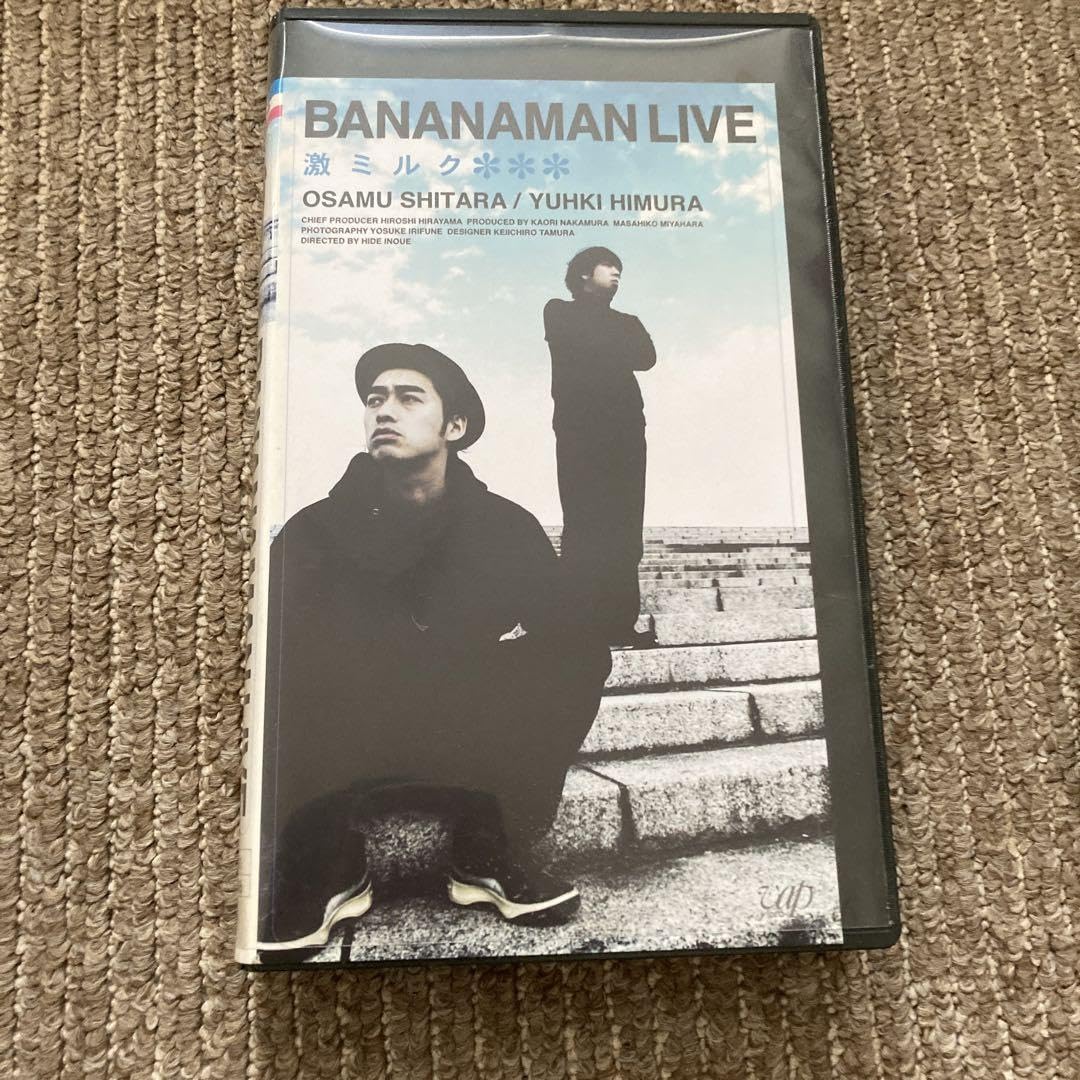 BANANAMAN LIVE
激ミルク✻✻✻
OSAMU SHITARA / YUHKI HIMURA
CHIEF PRODUCER HIROSHI HIRAYAMA PRODUCED BY KAORI NAKAMURA MASAHIKO MIYAHARA
PHOTOGRAPHY YOSUKE IRIFUNE DESIGNER KEIICHIRO TAMURA
DIRECTED BY HIDE INOUE
vap